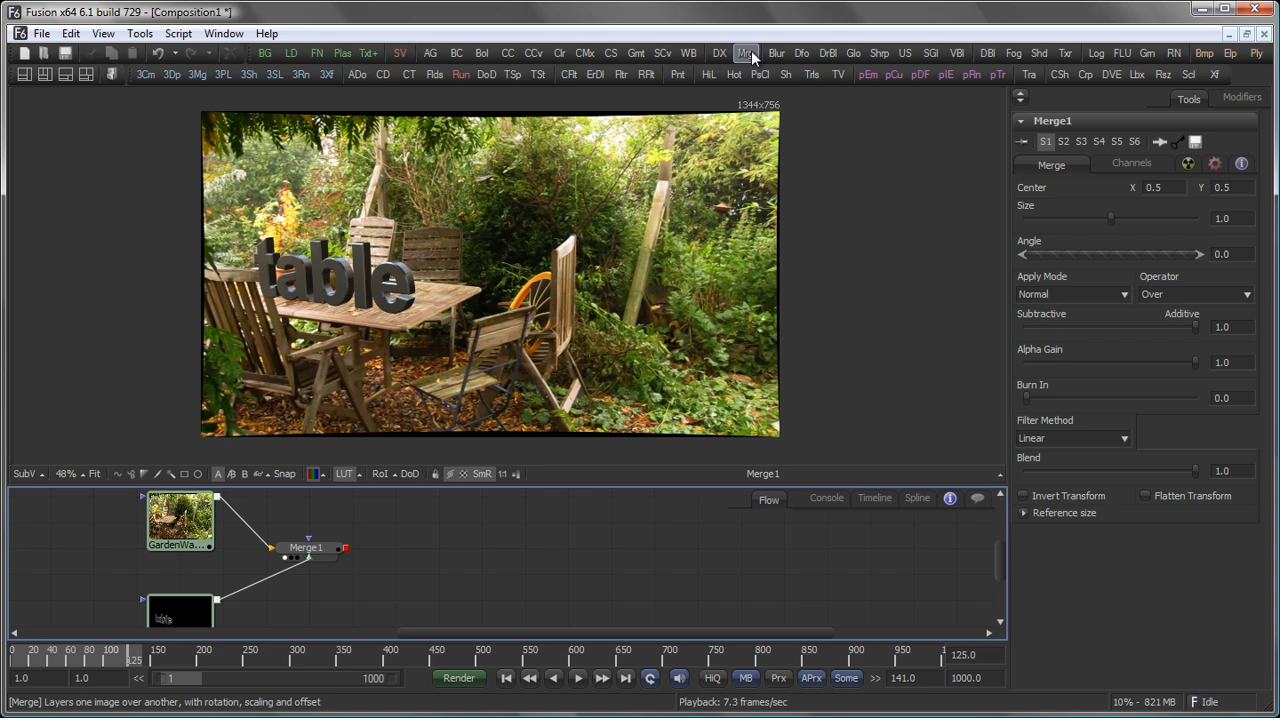 Fusion x64 6.1 build 729 - [Composition1 *]
File Edit View Tools Script Window Help
BG LD FN Plas Txt+ SV AG BC Bol CC CCv Clr CMx CS Gmt SCv WB DX Mrg Blur Dfo DrBl Glo Shrp US SGl VBl DBl Fog Shd Txr Log FLU Grn RN Bmp Elp Ply
3Cm 3Dp 3Mg 3PL 3Sh 3SL 3Rn 3Xf ADo CD CT Flds Run DoD TSp TSt CFlt ErDl Fltr RFlt Pnt HiL Hot PsCl Sh Trls TV pEm pCu pDF pIE pRn pTr Tra CSh Crp DVE Lbx Rsz Scl Xf
1344x756
Tools Modifiers
Merge1
S1 S2 S3 S4 S5 S6
Merge Channels
Center X 0.5 Y 0.5
Size
1.0
Angle
0.0
Apply Mode Operator
Normal Over
Subtractive Additive
1.0
Alpha Gain
1.0
Burn In
0.0
Filter Method
Linear
Blend
1.0
Invert Transform Flatten Transform
Reference size
table
SubV 48% Fit A B Snap LUT RoI DoD SmR 1:1 Merge1
Flow Console Timeline Spline
GardenWa...
Merge1
table
0 20 40 60 80 100 125 150 200 250 300 350 400 450 500 550 600 650 700 750 800 850 900 950 1
125.0
1.0 1.0 << 1 1000 Render HiQ MB Prx APrx Some >> 141.0 1000.0
[Merge] Layers one image over another, with rotation, scaling and offset
Playback: 7.3 frames/sec
10% - 821 MB
Idle